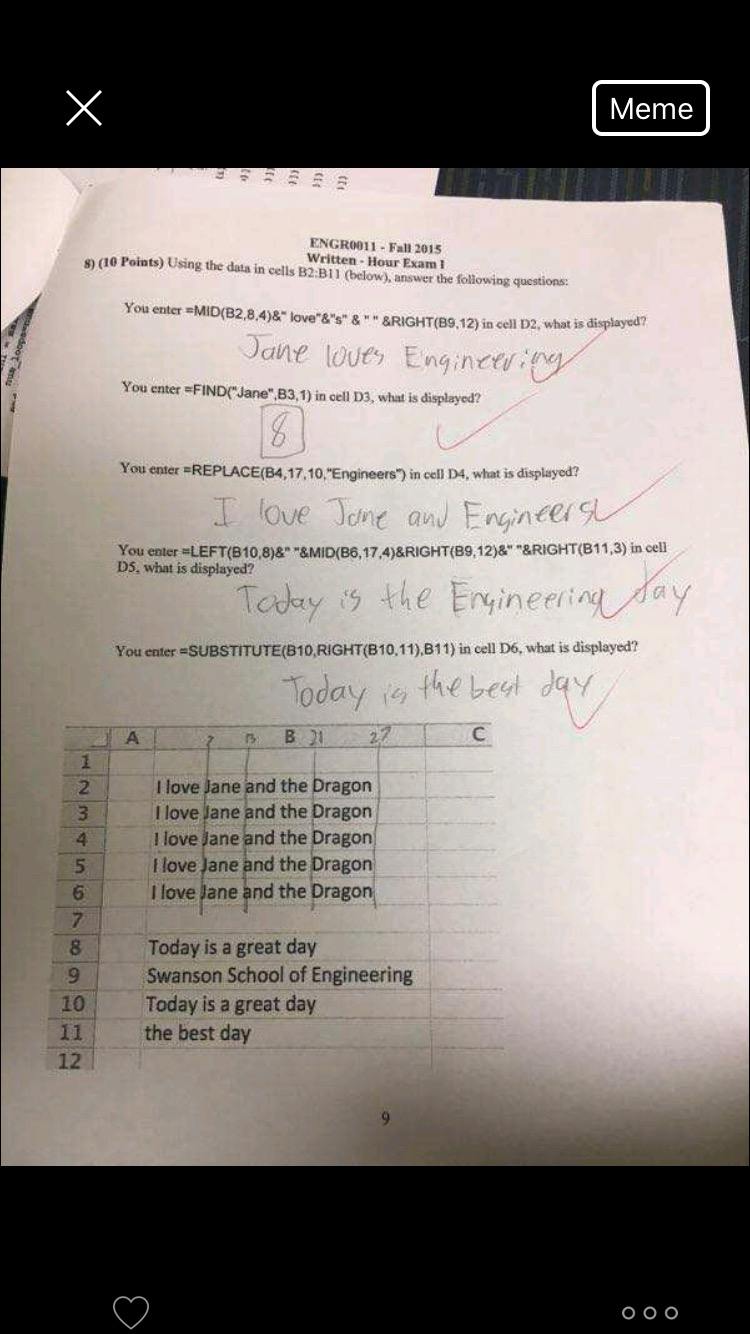 Meme
ENGR0011 - Fall 2015
Written - Hour Exam I
8) (10 Points) Using the data in cells B2:B11 (below), answer the following questions:
You enter =MID(B2,8,4)&" love"&"s" & " " &RIGHT(B9,12) in cell D2, what is displayed?
Jane loves Engineering
You enter =FIND("Jane",B3,1) in cell D3, what is displayed?
8
You enter =REPLACE(B4,17,10,"Engineers") in cell D4, what is displayed?
I love Jane and Engineers
You enter =LEFT(B10,8)&" "&MID(B6,17,4)&RIGHT(B9,12)&" "&RIGHT(B11,3) in cell
D5, what is displayed?
Today is the Engineering day
You enter =SUBSTITUTE(B10,RIGHT(B10,11),B11) in cell D6, what is displayed?
Today is the best day
A 7 13 B 21 27 C
1
2 I love Jane and the Dragon
3 I love Jane and the Dragon
4 I love Jane and the Dragon
5 I love Jane and the Dragon
6 I love Jane and the Dragon
7
8 Today is a great day
9 Swanson School of Engineering
10 Today is a great day
11 the best day
12
9